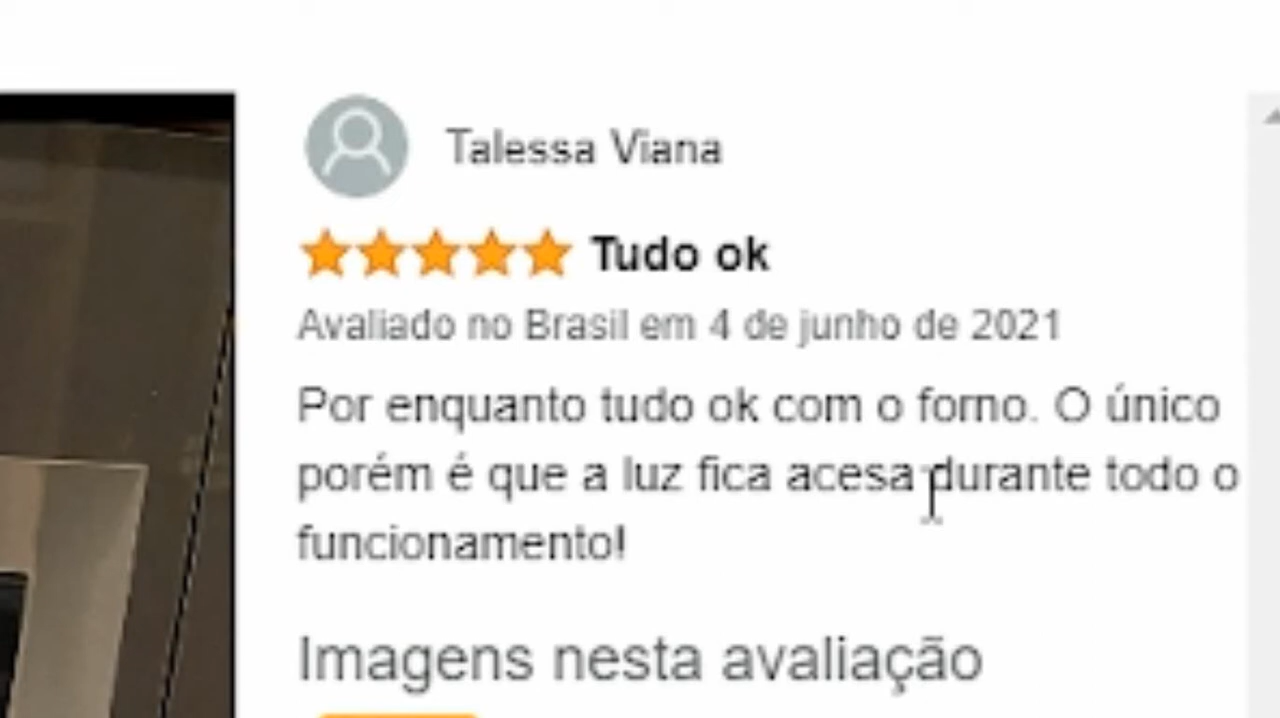 Talessa Viana
Tudo ok
Avaliado no Brasil em 4 de junho de 2021
Por enquanto tudo ok com o forno. O único
porém é que a luz fica acesa durante todo o
funcionamento!
Imagens nesta avaliação